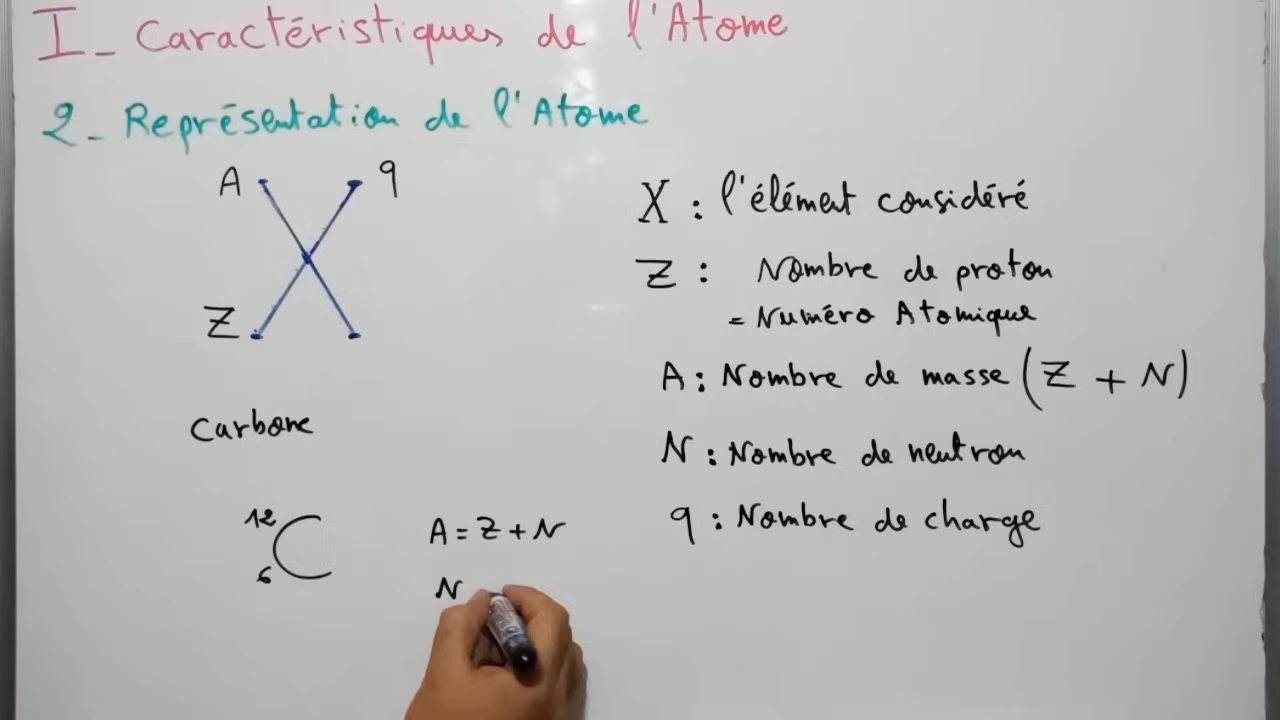 I_ Caractéristiques de l'Atome
2_ Représentation de l'Atome
A X q
Z
X : l'élément considéré
Z : Nombre de proton
= Numéro Atomique
A : Nombre de masse (Z + N)
N : Nombre de neutron
q : Nombre de charge
Carbone
12
C
6
A = Z + N
N